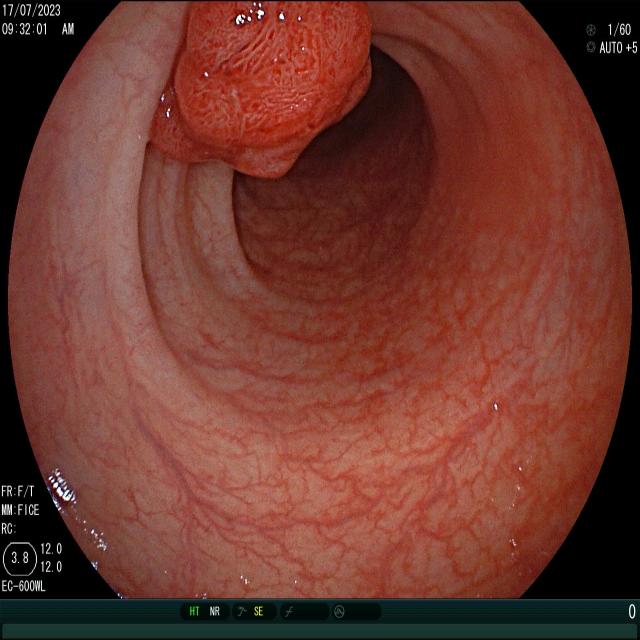 17/07/2023
09:32:01 AM
1/60
AUTO +5
FR:F/T
MM:FICE
RC:
3.8 12.0
12.0
EC-600WL
HT NR SE
0